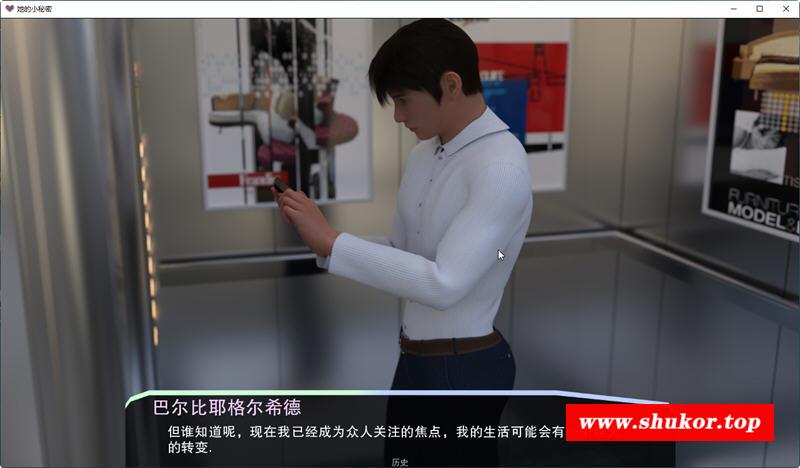 她的小秘密
FURNITU
MODEL&
巴尔比耶格尔希德
但谁知道呢，现在我已经成为众人关注的焦点，我的生活可能会有
的转变.
www.shukor.top
历史